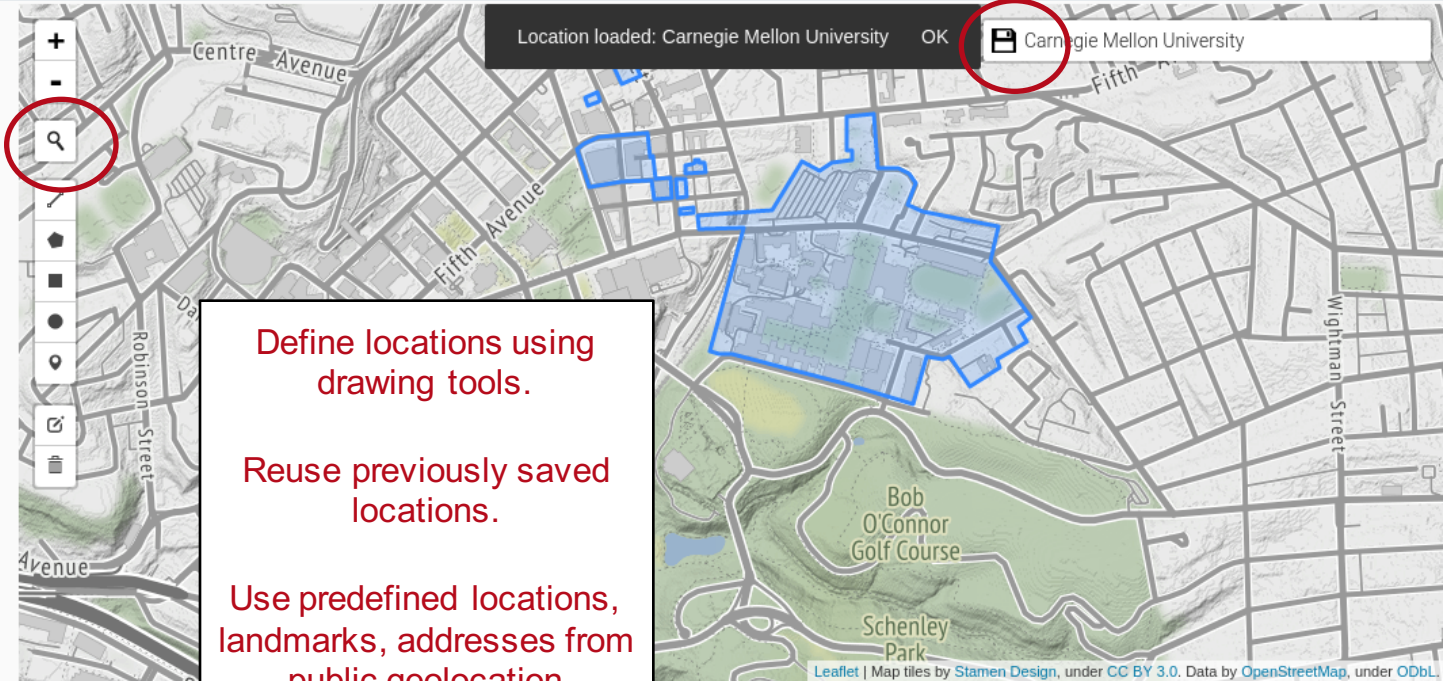 +
-
Centre Avenue
Location loaded: Carnegie Mellon University OK
Carnegie Mellon University
Fifth
Fifth Avenue
Robinson Street
Wightman Street
Define locations using
drawing tools.
Reuse previously saved
locations.
Use predefined locations,
landmarks, addresses from
public geolocation
Avenue
Bob
O'Connor
Golf Course
Schenley
Park
Leaflet | Map tiles by Stamen Design, under CC BY 3.0. Data by OpenStreetMap, under ODbL.